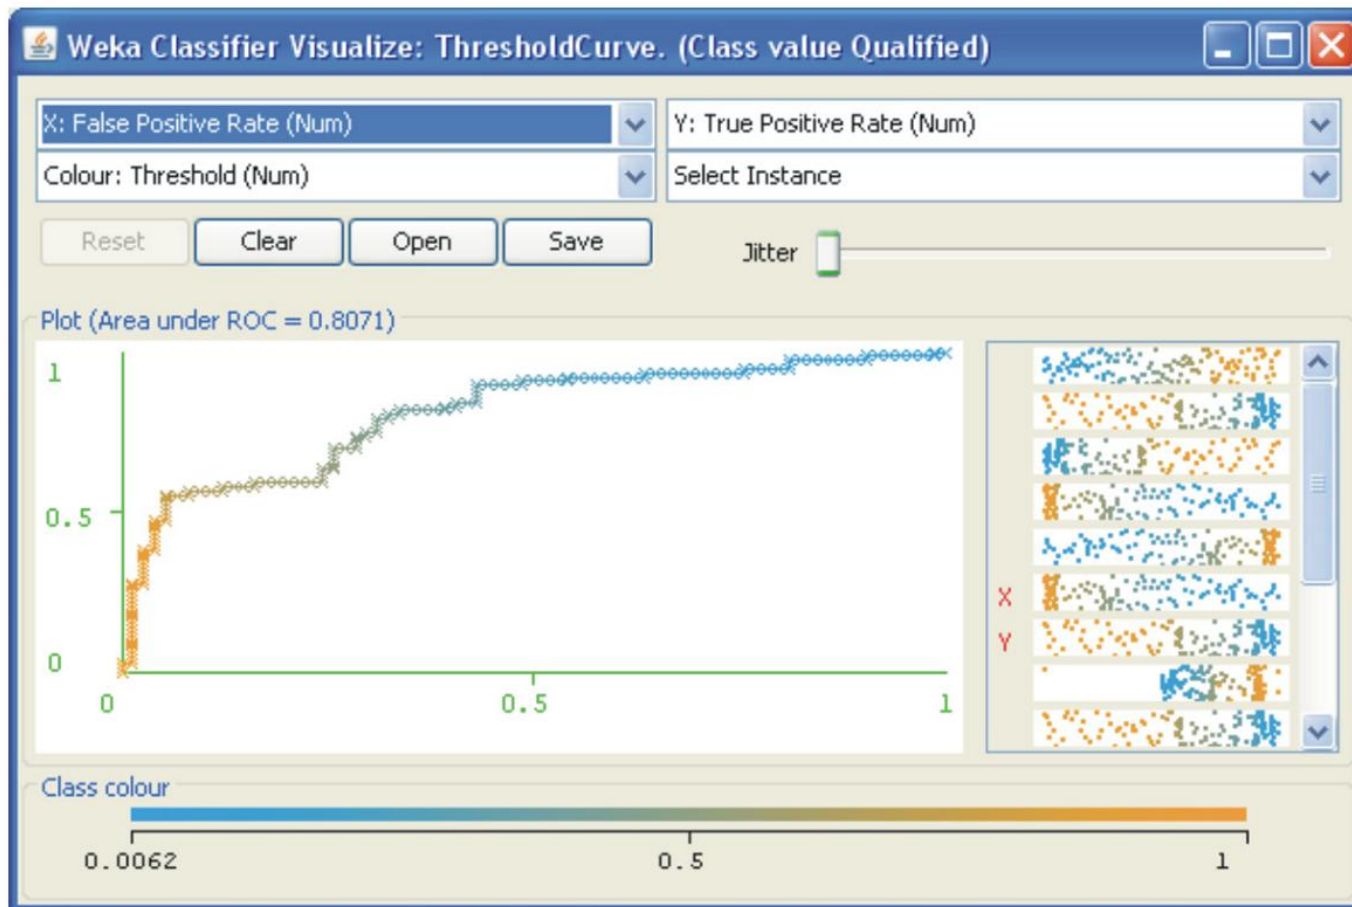 Weka Classifier Visualize: ThresholdCurve. (Class value Qualified)
X: False Positive Rate (Num)
Y: True Positive Rate (Num)
Colour: Threshold (Num)
Select Instance
Reset
Clear
Open
Save
Jitter
Plot (Area under ROC = 0.8071)
1
0.5
0
0
0.5
1
X
Y
Class colour
0.0062
0.5
1